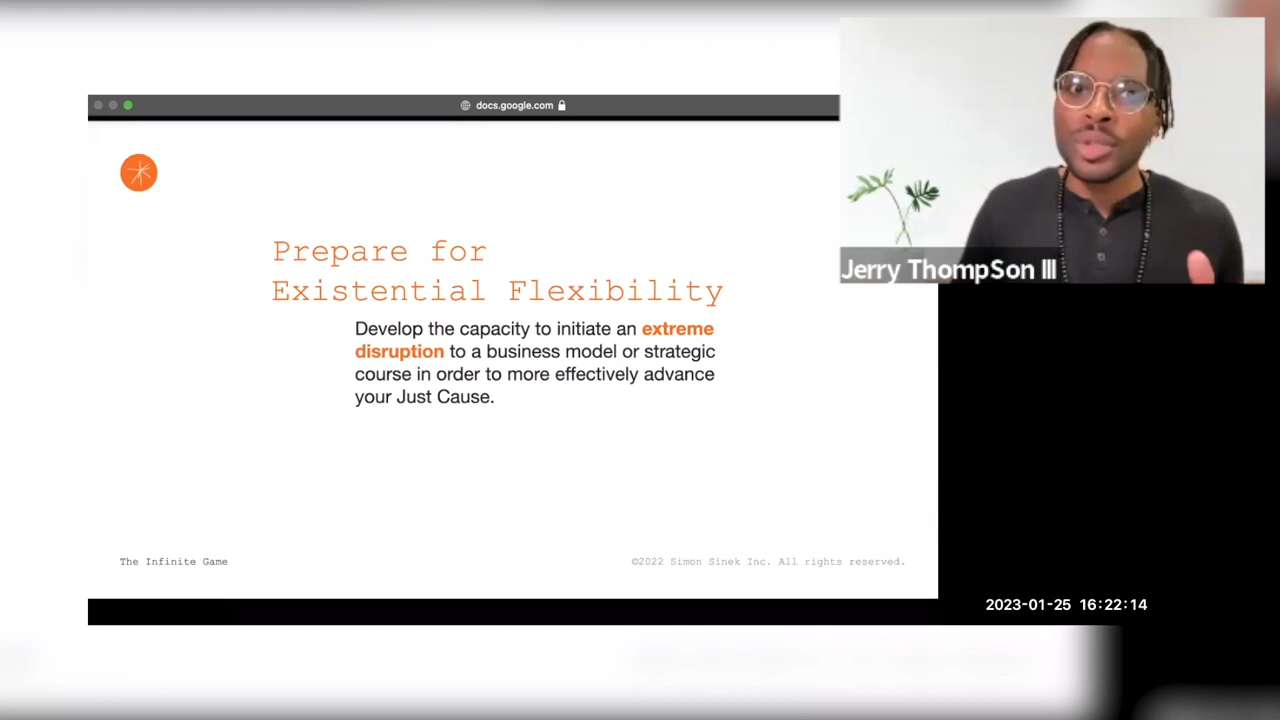 docs.google.com
Prepare for
Existential Flexibility
Develop the capacity to initiate an extreme
disruption to a business model or strategic
course in order to more effectively advance
your Just Cause.
The Infinite Game
©2022 Simon Sinek Inc. All rights reserved.
Jerry ThompSon III
2023-01-25 16:22:14